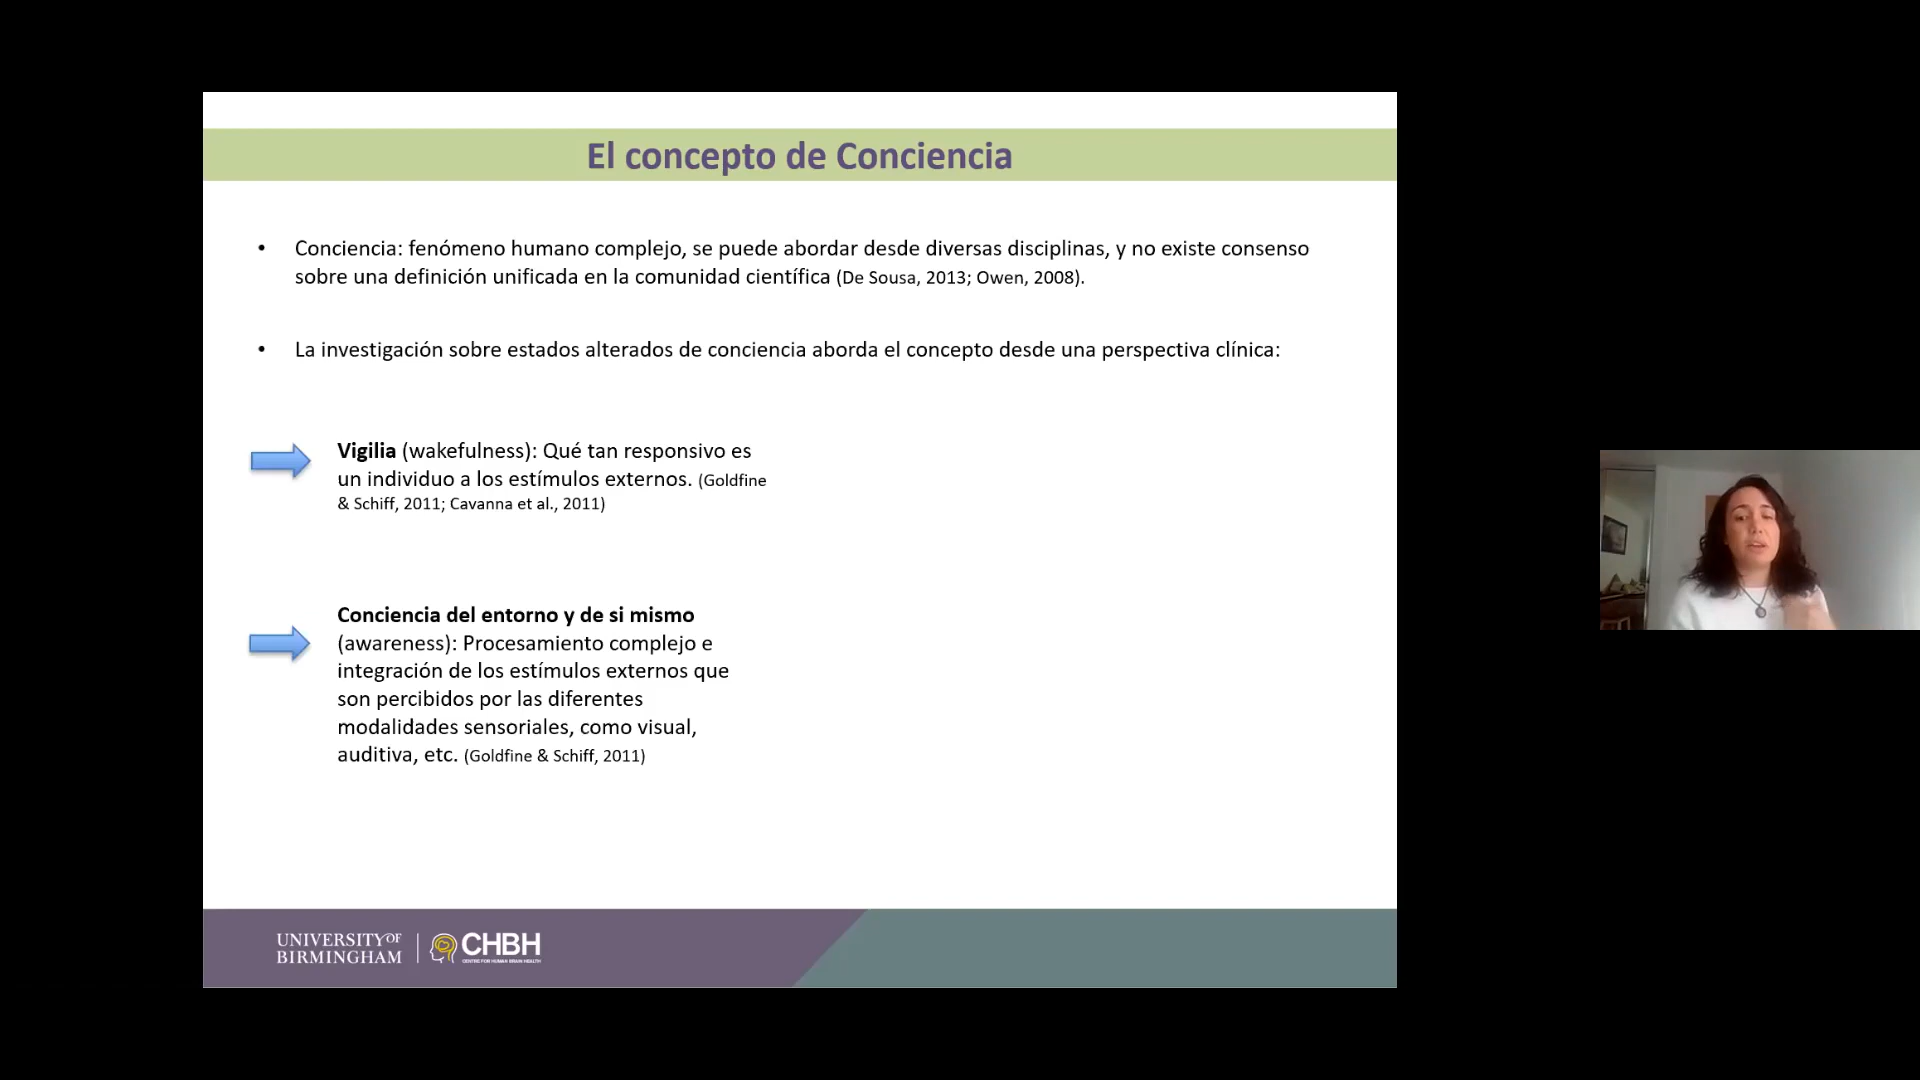 El concepto de Conciencia
• Conciencia: fenómeno humano complejo, se puede abordar desde diversas disciplinas, y no existe consenso
sobre una definición unificada en la comunidad científica (De Sousa, 2013; Owen, 2008).
• La investigación sobre estados alterados de conciencia aborda el concepto desde una perspectiva clínica:
Vigilia (wakefulness): Qué tan responsivo es
un individuo a los estímulos externos. (Goldfine
& Schiff, 2011; Cavanna et al., 2011)
Conciencia del entorno y de si mismo
(awareness): Procesamiento complejo e
integración de los estímulos externos que
son percibidos por las diferentes
modalidades sensoriales, como visual,
auditiva, etc. (Goldfine & Schiff, 2011)
UNIVERSITY OF
BIRMINGHAM
CHBH
CENTRE FOR HUMAN BRAIN HEALTH